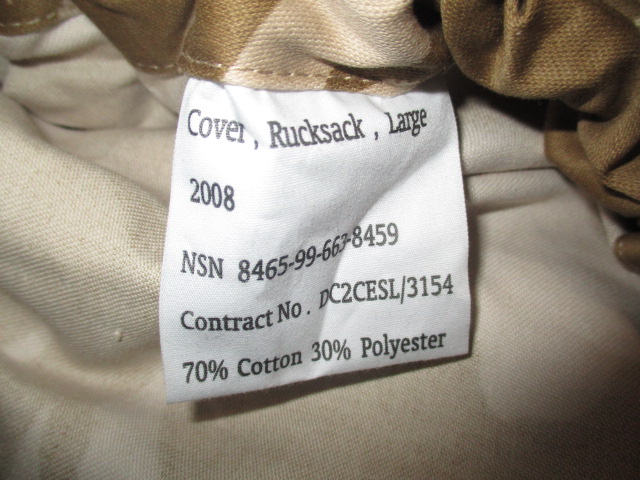 Cover , Rucksack , Large
2008
NSN 8465-99-663-8459
Contract No . DC2CESL/3154
70% Cotton 30% Polyester